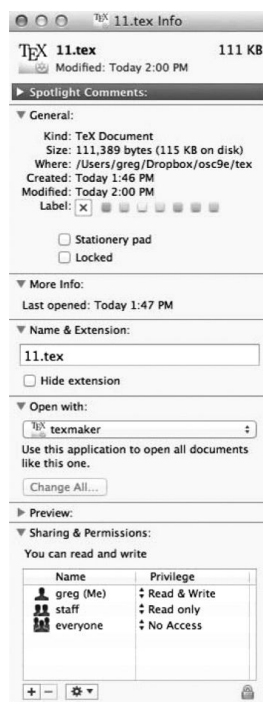 TEX 11.tex Info
TEX 11.tex 111 KB
Modified: Today 2:00 PM
Spotlight Comments:
General:
Kind: TeX Document
Size: 111,389 bytes (115 KB on disk)
Where: /Users/greg/Dropbox/osc9e/tex
Created: Today 1:46 PM
Modified: Today 2:00 PM
Label:
Stationery pad
Locked
More Info:
Last opened: Today 1:47 PM
Name & Extension:
11.tex
Hide extension
Open with:
TEX texmaker
Use this application to open all documents
like this one.
Change All...
Preview:
Sharing & Permissions:
You can read and write
Name Privilege
greg (Me) Read & Write
staff Read only
everyone No Access